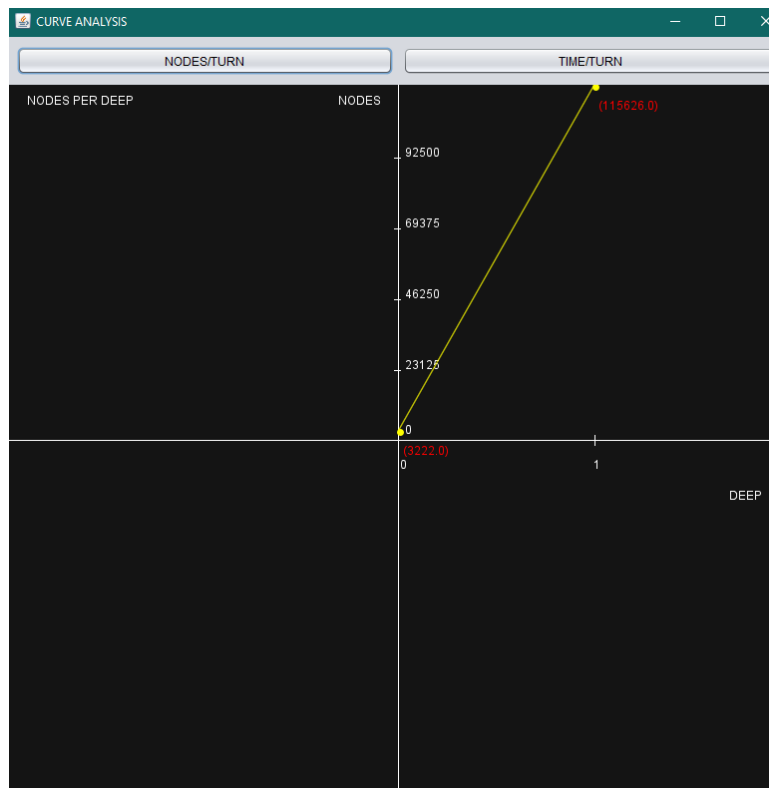 CURVE ANALYSIS
NODES/TURN
TIME/TURN
NODES PER DEEP
NODES
(115626.0)
92500
69375
46250
23125
0
(3222.0)
0
1
DEEP